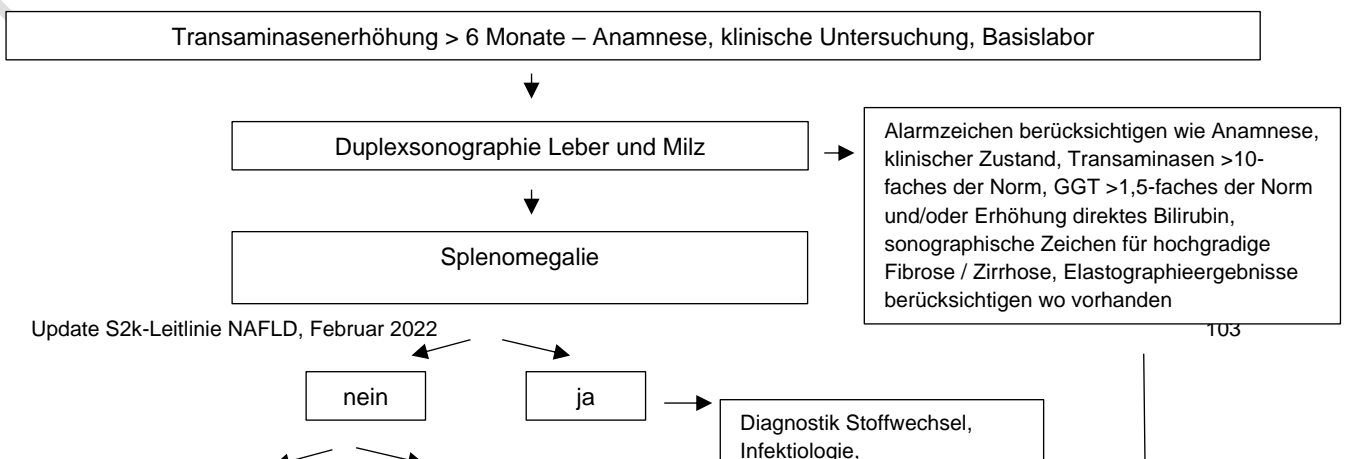 Transaminasenerhöhung > 6 Monate – Anamnese, klinische Untersuchung, Basislabor
Duplexsonographie Leber und Milz
Alarmzeichen berücksichtigen wie Anamnese,
klinischer Zustand, Transaminasen >10-
faches der Norm, GGT >1,5-faches der Norm
und/oder Erhöhung direktes Bilirubin,
sonographische Zeichen für hochgradige
Fibrose / Zirrhose, Elastographieergebnisse
berücksichtigen wo vorhanden
Splenomegalie
Update S2k-Leitlinie NAFLD, Februar 2022
103
nein
ja
Diagnostik Stoffwechsel,
Infektiologie,